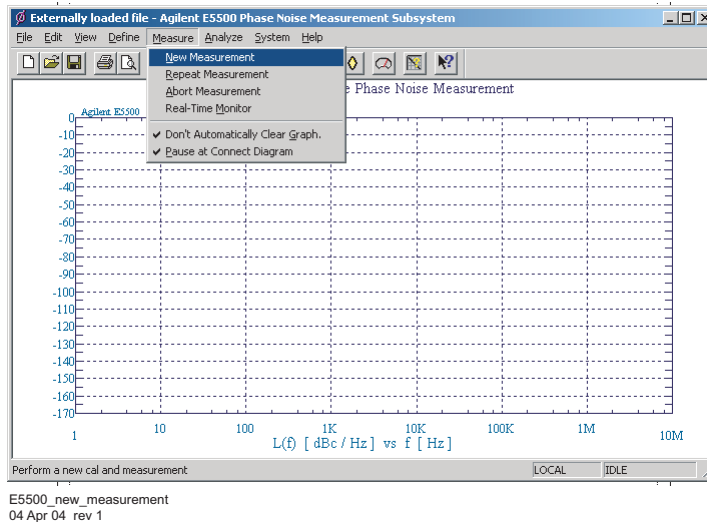 Externally loaded file - Agilent E5500 Phase Noise Measurement Subsystem
File Edit View Define Measure Analyze System Help
New Measurement
Repeat Measurement
Abort Measurement
Real-Time Monitor
✔ Don't Automatically Clear Graph.
✔ Pause at Connect Diagram
e Phase Noise Measurement
Agilent E5500
0
-10
-20
-30
-40
-50
-60
-70
-80
-90
-100
-110
-120
-130
-140
-150
-160
-170
1 10 100 1K 10K 100K 1M 10M
L(f) [ dBc / Hz ] vs f [ Hz ]
Perform a new cal and measurement LOCAL IDLE
E5500_new_measurement
04 Apr 04 rev 1